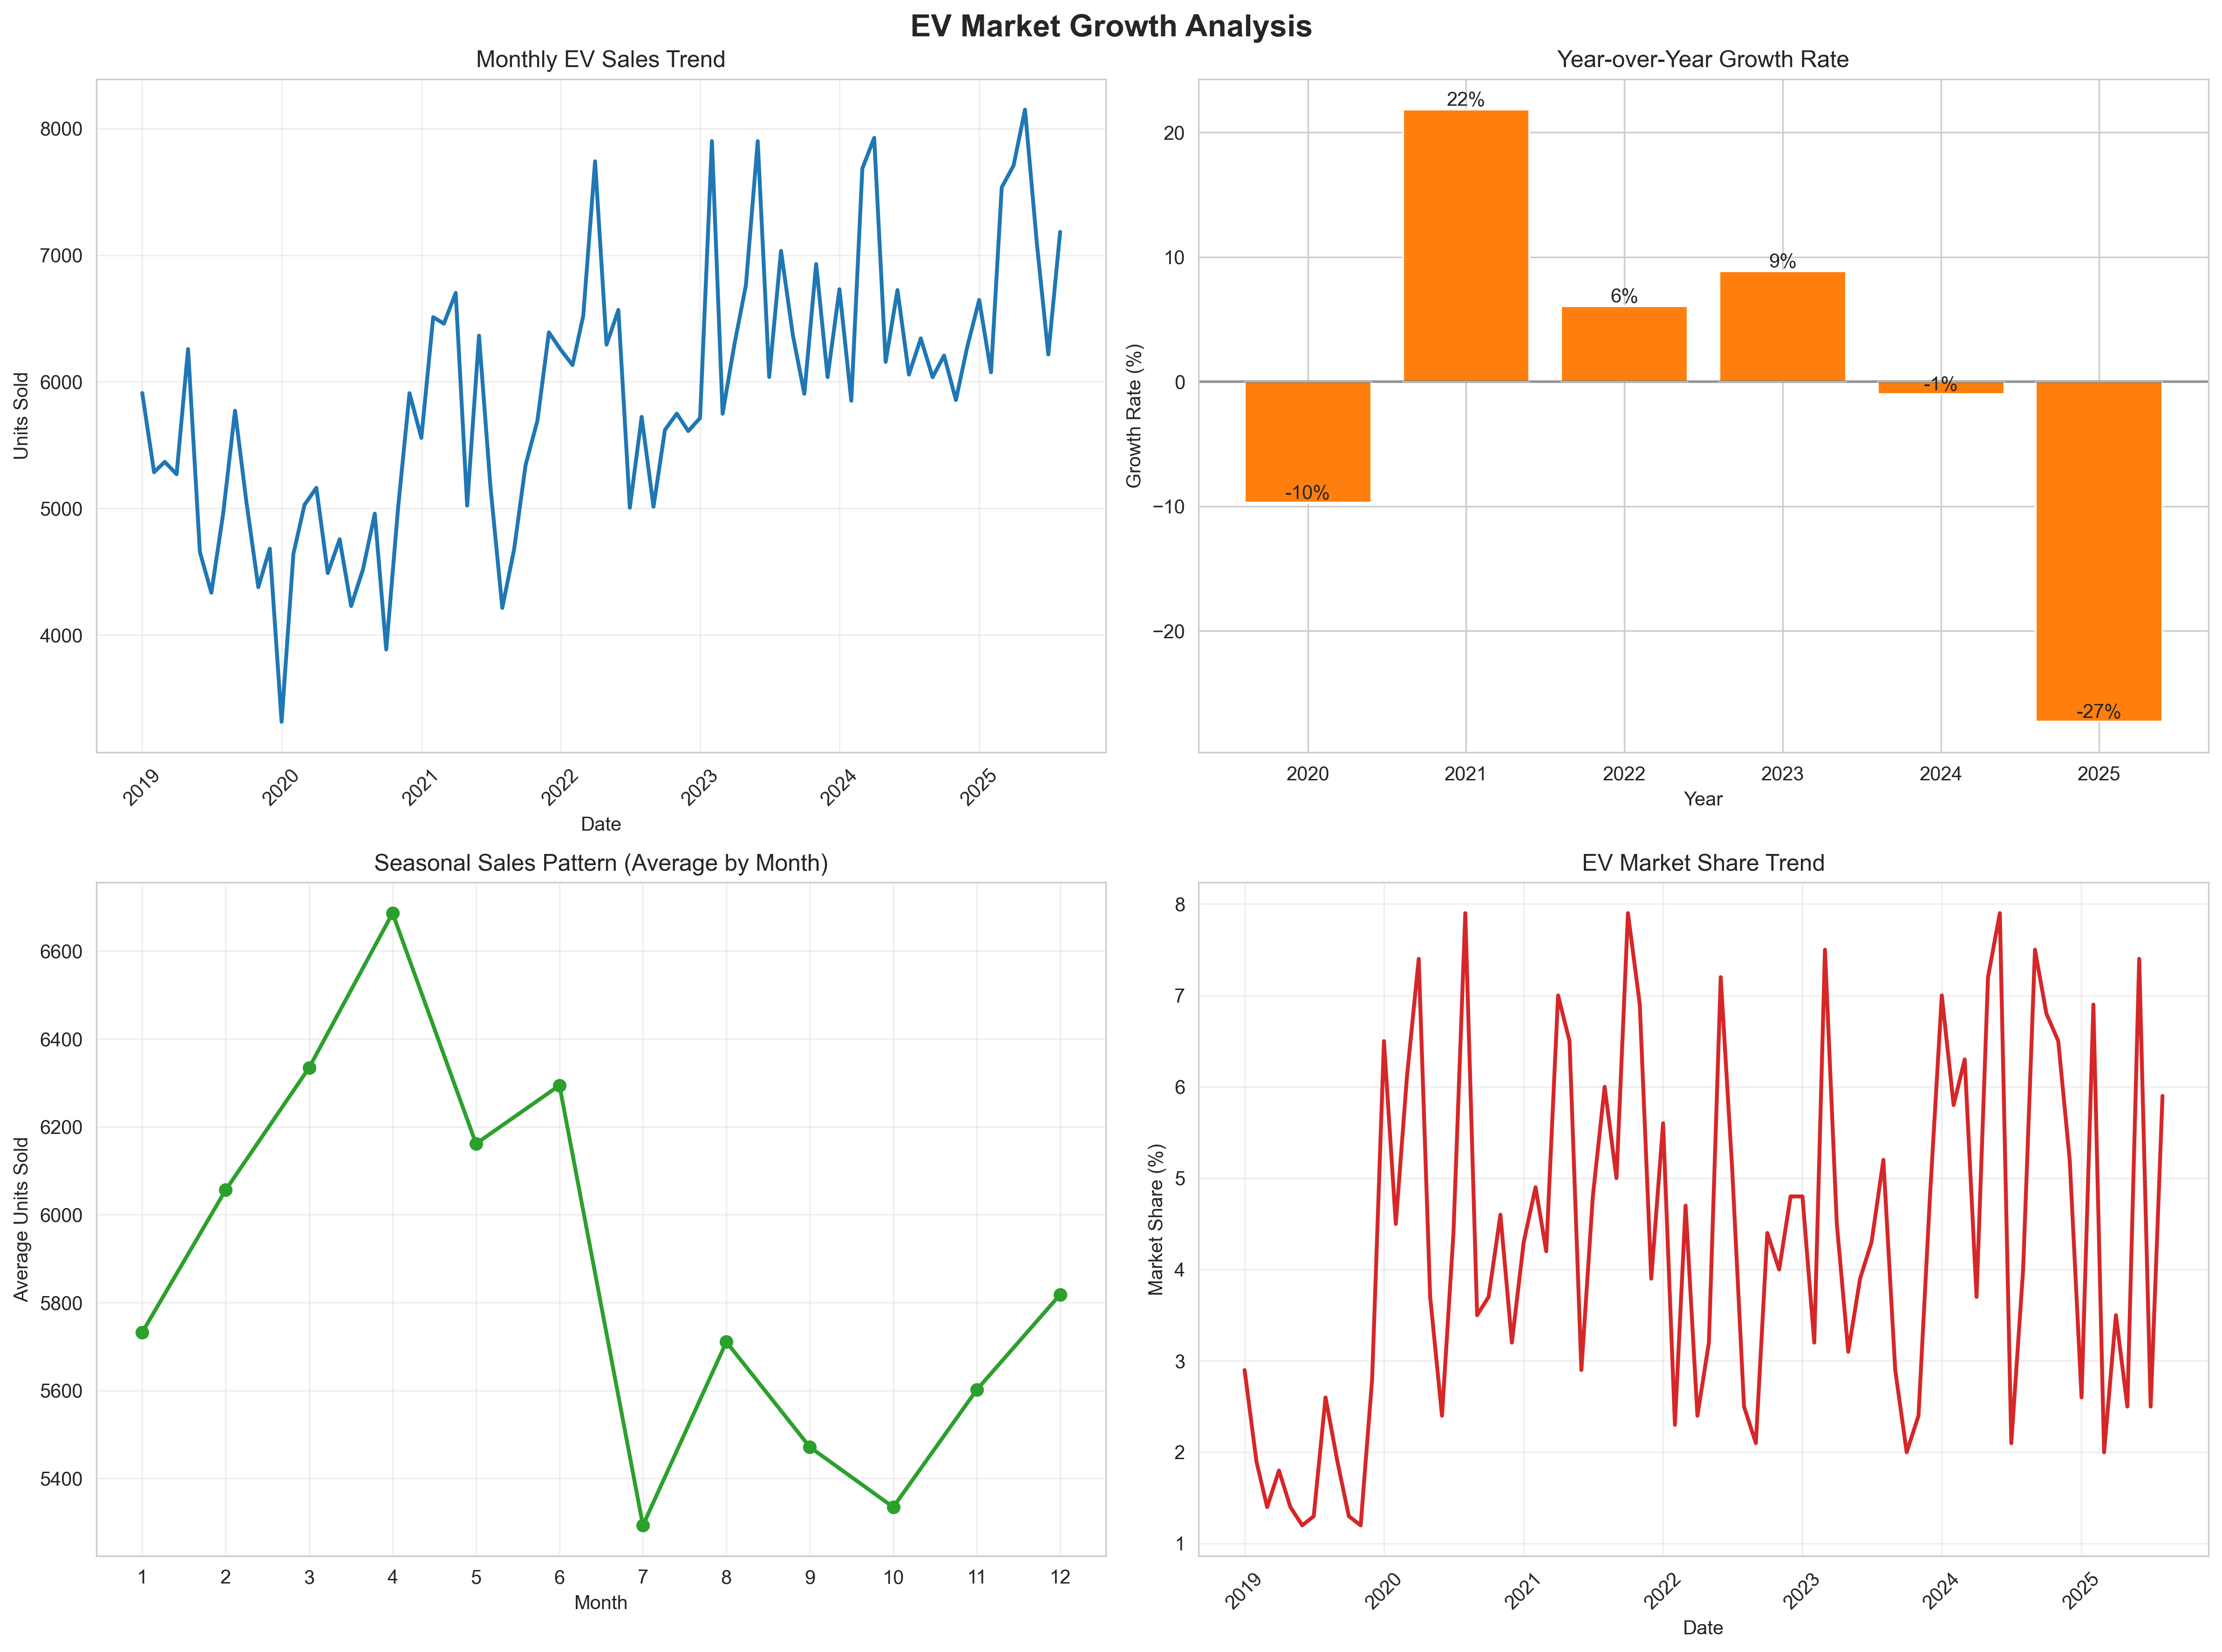 EV Market Growth Analysis
Monthly EV Sales Trend
Units Sold
8000
7000
6000
5000
4000
2019 2020 2021 2022 2023 2024 2025
Date
Year-over-Year Growth Rate
Growth Rate (%)
20
10
0
−10
−20
-10% 22% 6% 9% -1% -27%
2020 2021 2022 2023 2024 2025
Year
Seasonal Sales Pattern (Average by Month)
Average Units Sold
6600
6400
6200
6000
5800
5600
5400
1 2 3 4 5 6 7 8 9 10 11 12
Month
EV Market Share Trend
Market Share (%)
8
7
6
5
4
3
2
1
2019 2020 2021 2022 2023 2024 2025
Date